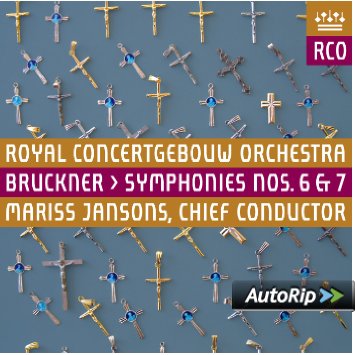 RCO
ROYAL CONCERTGEBOUW ORCHESTRA
BRUCKNER > SYMPHONIES NOS. 6 & 7
MARISS JANSONS, CHIEF CONDUCTOR
AutoRip